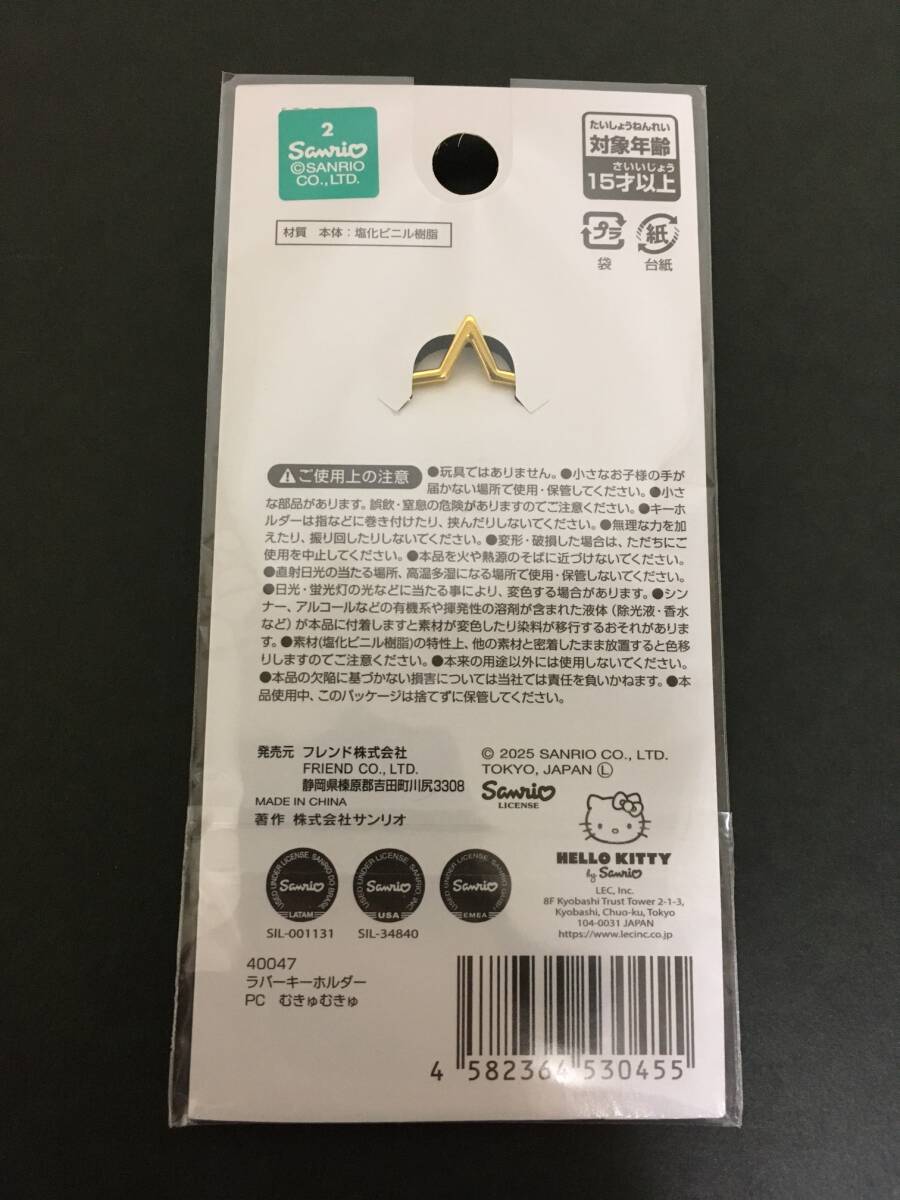 2
Sanrio
©SANRIO
CO.,LTD.
たいしょうねんれい
対象年齢
さいいじょう
15才以上
材質 本体：塩化ビニル樹脂
プラ
紙
袋
台紙
ご使用上の注意 ●玩具ではありません。●小さなお子様の手が
届かない場所で使用・保管してください。●小さ
な部品があります。誤飲・窒息の危険がありますのでご注意ください。●キーホ
ルダーは指などに巻き付けたり、挟んだりしないでください。●無理な力を加
えたり、振り回したりしないでください。●変形・破損した場合は、ただちにご
使用を中止してください。●本品を火や熱源のそばに近づけないでください。
●直射日光の当たる場所、高温多湿になる場所で使用・保管しないでください。
●日光・蛍光灯の光などに当たる事により、変色する場合があります。●シン
ナー、アルコールなどの有機系や揮発性の溶剤が含まれた液体（除光液・香水
など）が本品に付着しますと素材が変色したり染料が移行するおそれがありま
す。●素材（塩化ビニル樹脂）の特性上、他の素材と密着したまま放置すると色移
りしますのでご注意ください。●本来の用途以外には使用しないでください。
●本品の欠陥に基づかない損害については当社では責任を負いかねます。●本
品使用中、このパッケージは捨てずに保管してください。
発売元 フレンド株式会社
FRIEND CO., LTD.
静岡県榛原郡吉田町川尻3308
MADE IN CHINA
著作 株式会社サンリオ
© 2025 SANRIO CO., LTD.
TOKYO, JAPAN Ⓛ
Sanrio
LICENSE
HELLO KITTY
by Sanrio
LEC, Inc.
8F Kyobashi Trust Tower 2-1-3,
Kyobashi, Chuo-ku, Tokyo
104-0031 JAPAN
https://www.lecinc.co.jp
USED UNDER LICENSE. SANRIO DO BRASIL
Sanrio
LATAM
USED UNDER LICENSE. SANRIO, INC.
Sanrio
USA
USED UNDER LICENSE. SANRIO GMBH
Sanrio
EMEA
SIL-001131
SIL-34840
40047
ラバーキーホルダー
PC むきゅむきゅ
4 582364 530455